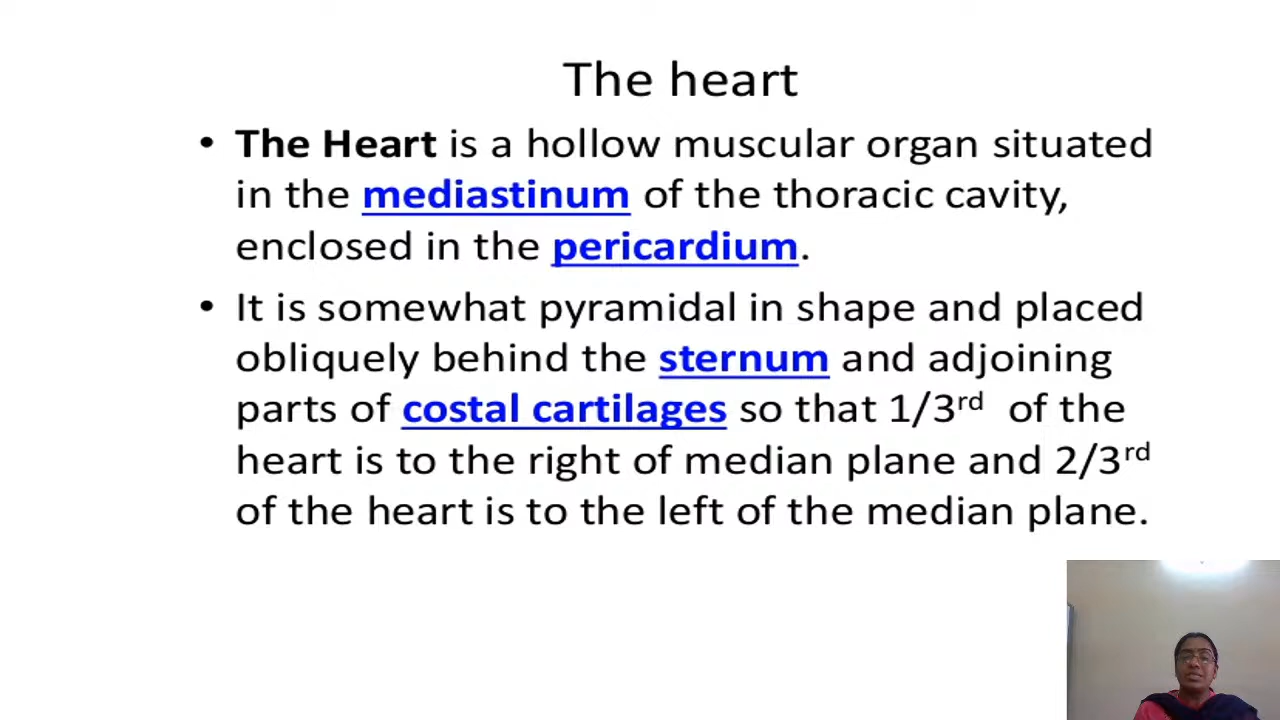 The heart
• The Heart is a hollow muscular organ situated
in the mediastinum of the thoracic cavity,
enclosed in the pericardium.
• It is somewhat pyramidal in shape and placed
obliquely behind the sternum and adjoining
parts of costal cartilages so that 1/3rd of the
heart is to the right of median plane and 2/3rd
of the heart is to the left of the median plane.